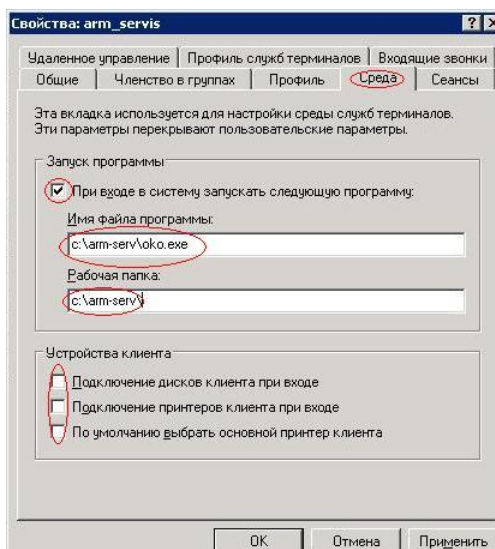 Свойства: arm_servis
Удаленное управление Профиль служб терминалов Входящие звонки
Общие Членство в группах Профиль Среда Сеансы
Эта вкладка используется для настройки среды служб терминалов.
Эти параметры перекрывают пользовательские параметры.
Запуск программы
При входе в систему запускать следующую программу:
Имя файла программы:
c:\arm-serv\oko.exe
Рабочая папка:
c:\arm-serv\
Устройства клиента
Подключение дисков клиента при входе
Подключение принтеров клиента при входе
По умолчанию выбрать основной принтер клиента
OK Отмена Применить